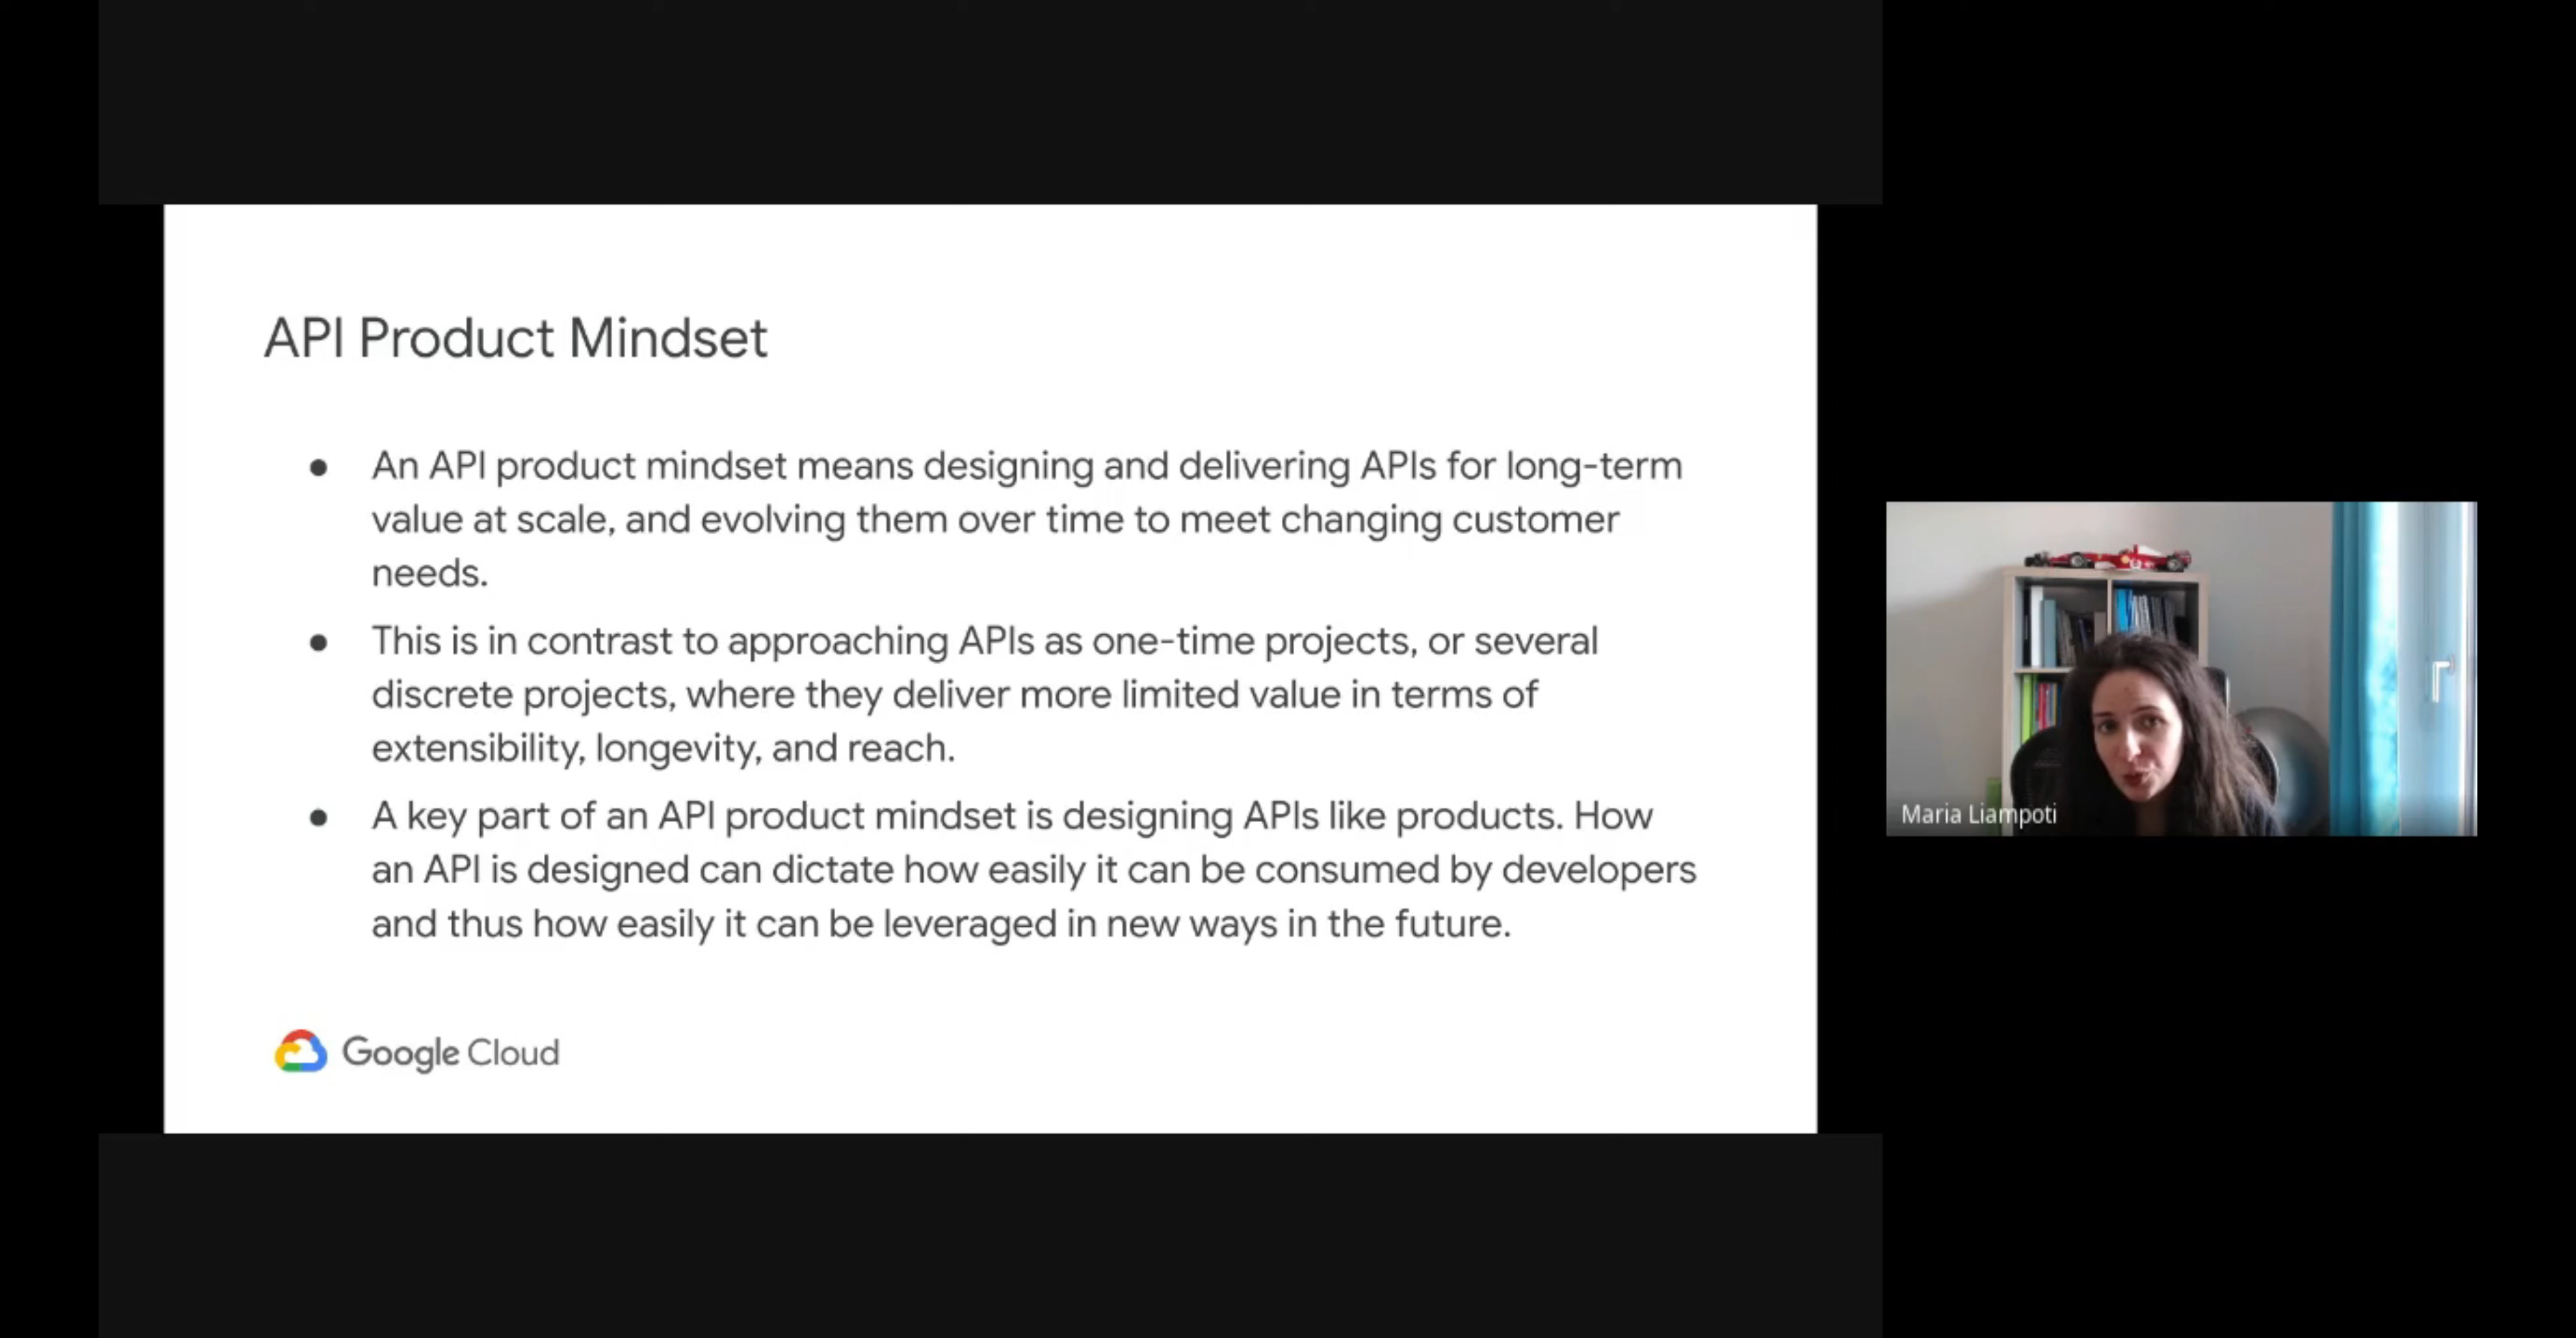 API Product Mindset
● An API product mindset means designing and delivering APIs for long-term
value at scale, and evolving them over time to meet changing customer
needs.
● This is in contrast to approaching APIs as one-time projects, or several
discrete projects, where they deliver more limited value in terms of
extensibility, longevity, and reach.
● A key part of an API product mindset is designing APIs like products. How
an API is designed can dictate how easily it can be consumed by developers
and thus how easily it can be leveraged in new ways in the future.
Google Cloud
Maria Liampoti